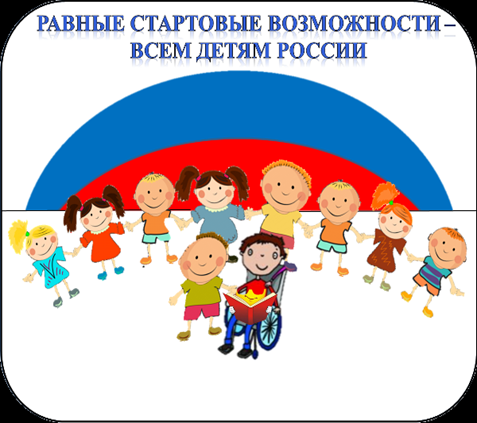 РАВНЫЕ СТАРТОВЫЕ ВОЗМОЖНОСТИ –
ВСЕМ ДЕТЯМ РОССИИ